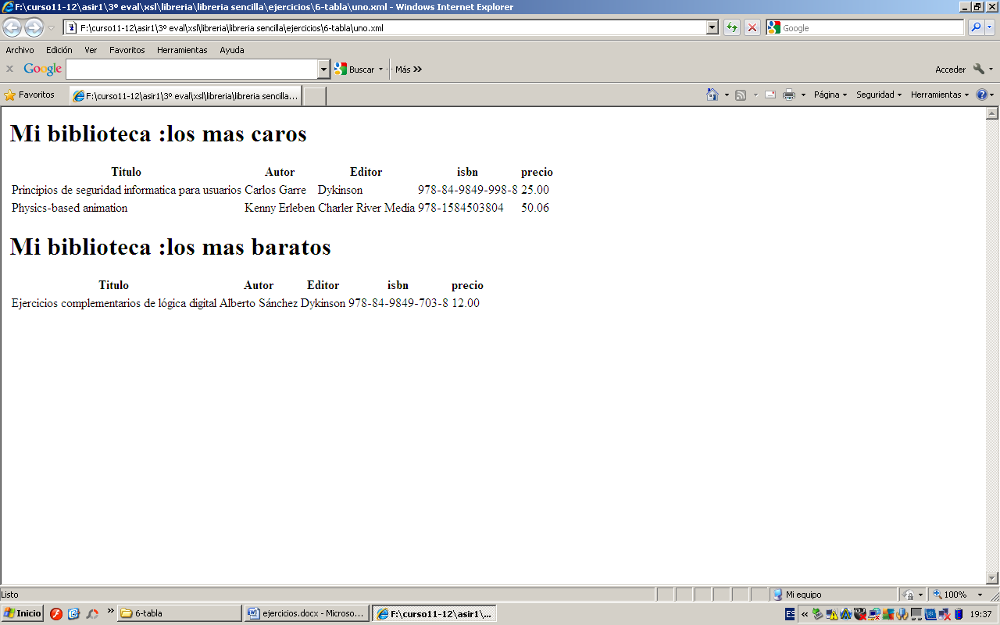 F:\curso11-12\asir1\3º eval\xsl\libreria\libreria sencilla\ejercicios\6-tabla\uno.xml - Windows Internet Explorer
F:\curso11-12\asir1\3º eval\xsl\libreria\libreria sencilla\ejercicios\6-tabla\uno.xml Google
Archivo Edición Ver Favoritos Herramientas Ayuda
x Google Buscar Más >> Acceder
Favoritos F:\curso11-12\asir1\3º eval\xsl\libreria\libreria sencilla... Página Seguridad Herramientas
Mi biblioteca :los mas caros
Titulo Autor Editor isbn precio
Principios de seguridad informatica para usuarios Carlos Garre Dykinson 978-84-9849-998-8 25.00
Physics-based animation Kenny Erleben Charler River Media 978-1584503804 50.06
Mi biblioteca :los mas baratos
Titulo Autor Editor isbn precio
Ejercicios complementarios de lógica digital Alberto Sánchez Dykinson 978-84-9849-703-8 12.00
Listo Mi equipo 100%
Inicio >> 6-tabla ejercicios.docx - Microso... F:\curso11-12\asir1\... ES << 19:37